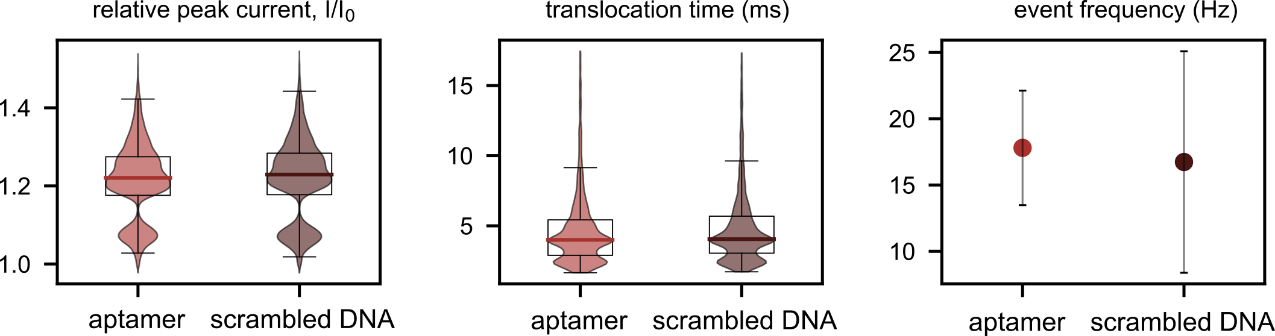 relative peak current, I/I₀
1.4
1.2
1.0
aptamer
scrambled DNA
translocation time (ms)
15
10
5
aptamer
scrambled DNA
event frequency (Hz)
25
20
15
10
aptamer
scrambled DNA